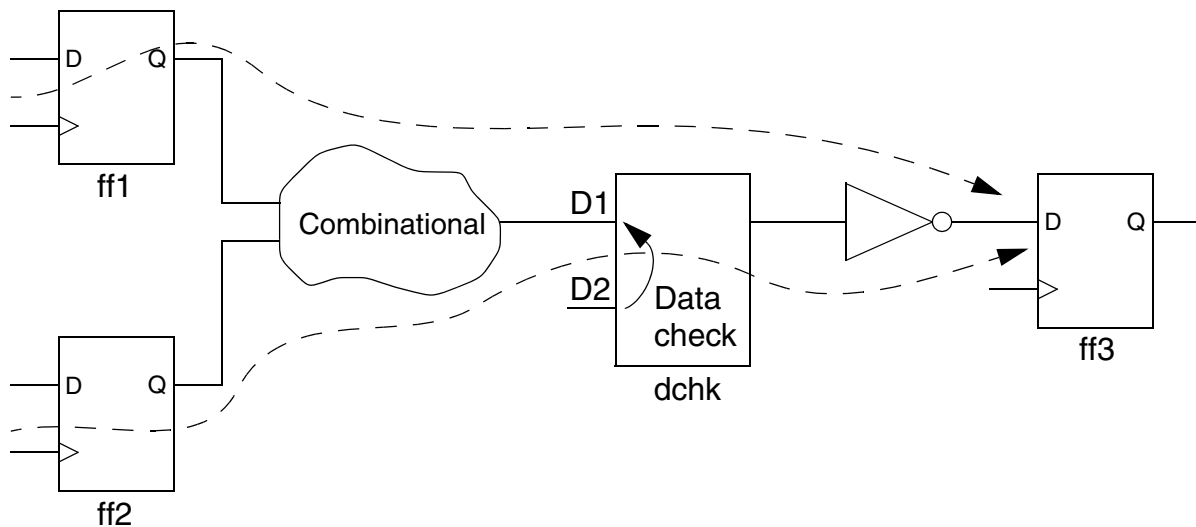 D Q
ff1
Combinational
D1
D2
Data
check
dchk
D Q
ff3
D Q
ff2